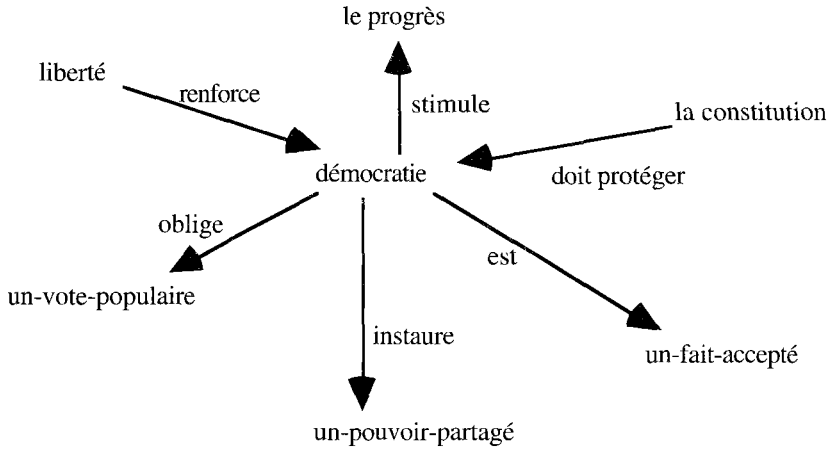 le progrès
liberté
renforce
stimule
la constitution
démocratie
doit protéger
oblige
est
un-vote-populaire
instaure
un-fait-accepté
un-pouvoir-partagé